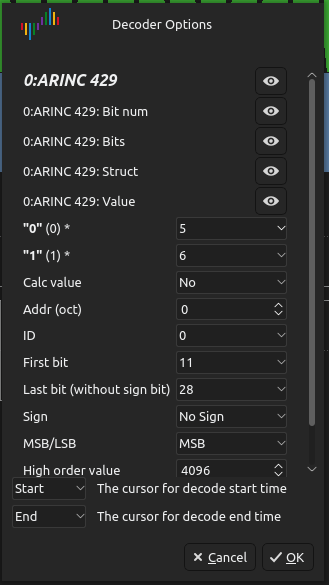 Decoder Options
0:ARINC 429
0:ARINC 429: Bit num
0:ARINC 429: Bits
0:ARINC 429: Struct
0:ARINC 429: Value
"0" (0) * 5
"1" (1) * 6
Calc value No
Addr (oct) 0
ID 0
First bit 11
Last bit (without sign bit) 28
Sign No Sign
MSB/LSB MSB
High order value 4096
Start The cursor for decode start time
End The cursor for decode end time
Cancel OK